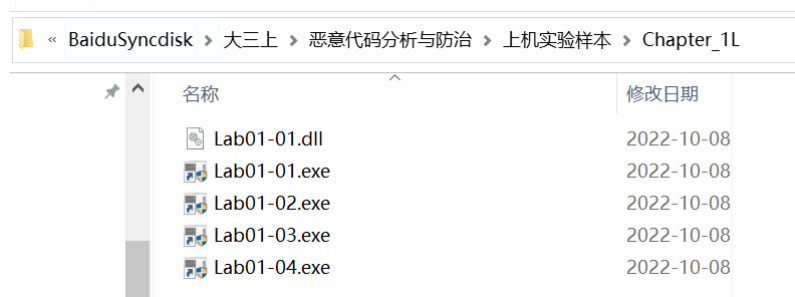 « BaiduSyncdisk > 大三上 > 恶意代码分析与防治 > 上机实验样本 > Chapter_1L
名称 修改日期
Lab01-01.dll 2022-10-08
Lab01-01.exe 2022-10-08
Lab01-02.exe 2022-10-08
Lab01-03.exe 2022-10-08
Lab01-04.exe 2022-10-08